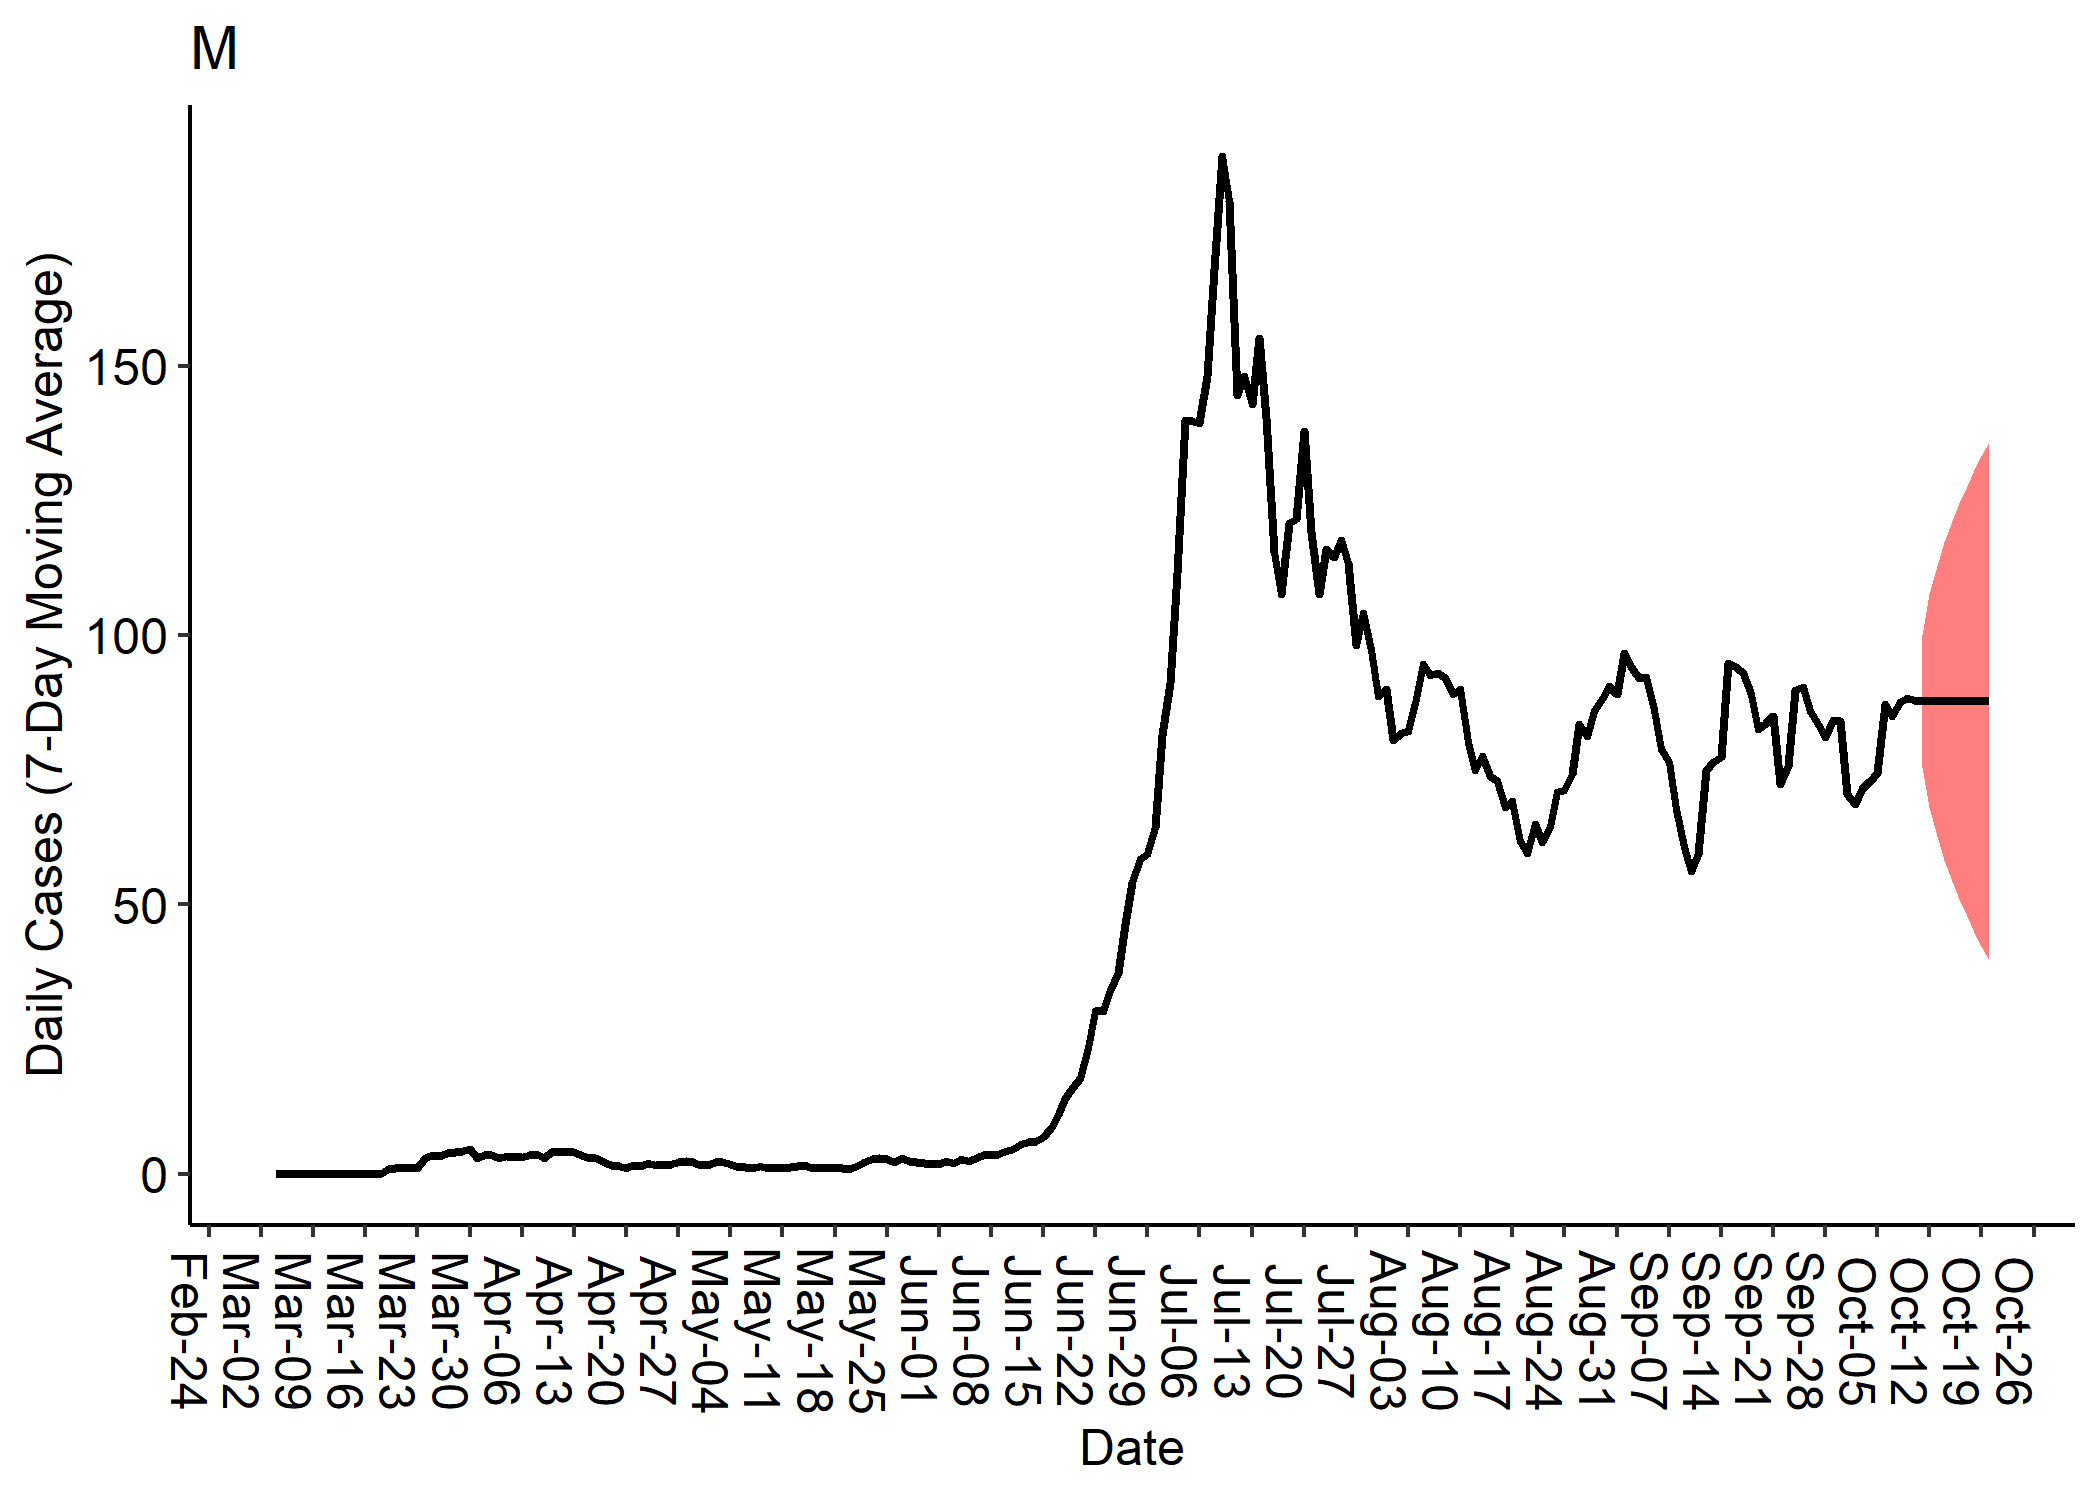 M
Daily Cases (7-Day Moving Average)
150
100
50
0
Feb-24
Mar-02
Mar-09
Mar-16
Mar-23
Mar-30
Apr-06
Apr-13
Apr-20
Apr-27
May-04
May-11
May-18
May-25
Jun-01
Jun-08
Jun-15
Jun-22
Jun-29
Jul-06
Jul-13
Jul-20
Jul-27
Aug-03
Aug-10
Aug-17
Aug-24
Aug-31
Sep-07
Sep-14
Sep-21
Sep-28
Oct-05
Oct-12
Oct-19
Oct-26
Date